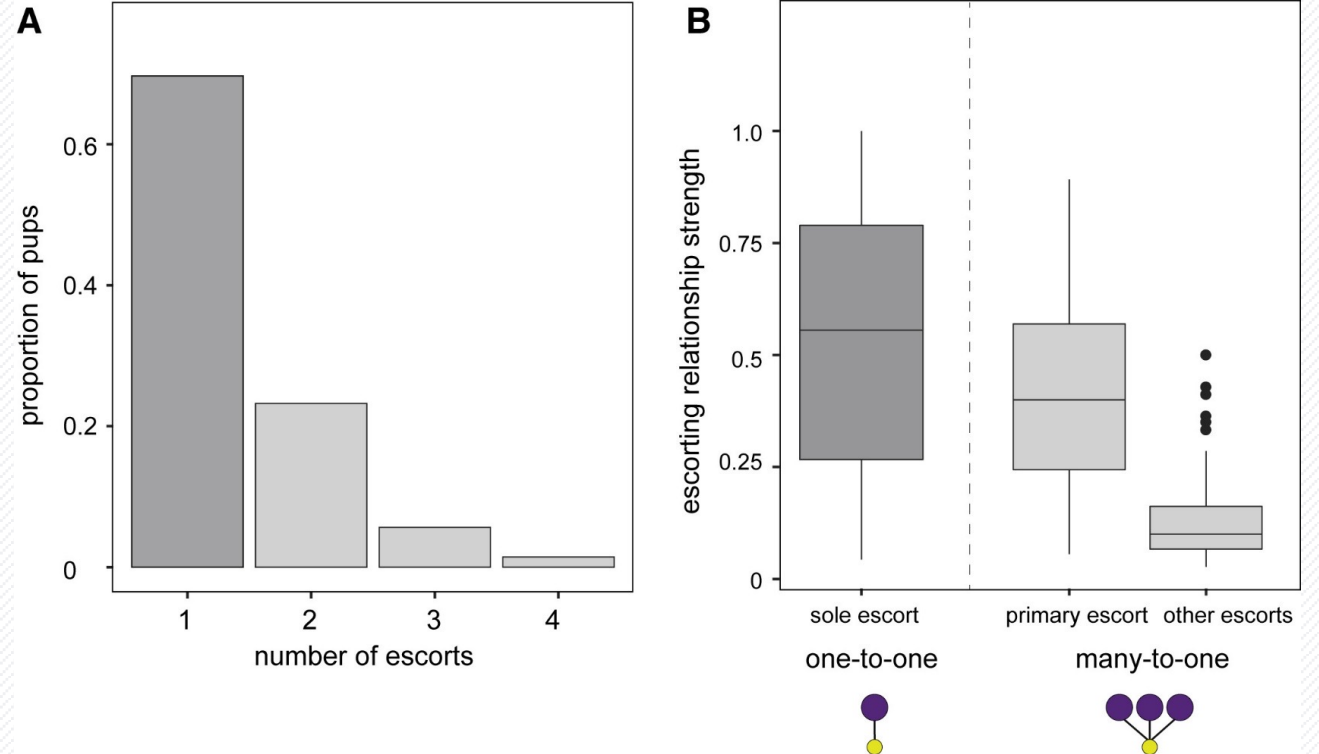 A
proportion of pups
0.6
0.4
0.2
0
1 2 3 4
number of escorts
B
escorting relationship strength
1.0
0.75
0.5
0.25
0
sole escort primary escort other escorts
one-to-one many-to-one